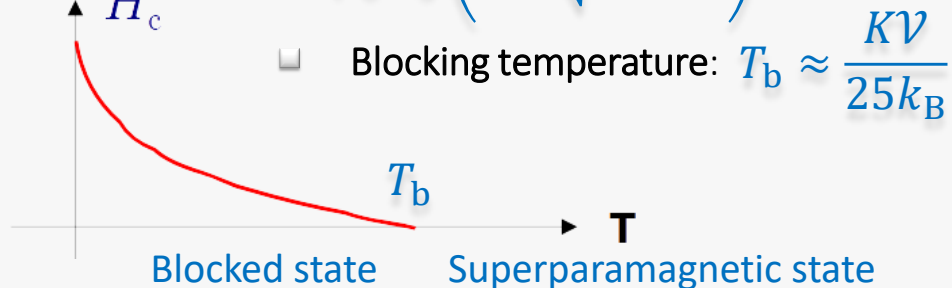 H_c
Blocking temperature: T_b ≈ K𝒱 / 25k_B
T_b
T
Blocked state Superparamagnetic state